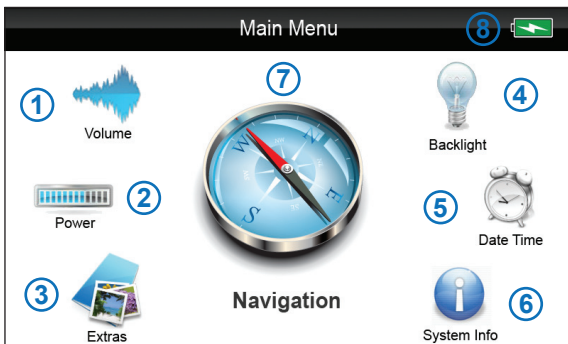 Main Menu
8
1
Volume
7
4
Backlight
2
Power
5
Date Time
W
N
E
S
3
Extras
Navigation
6
System Info